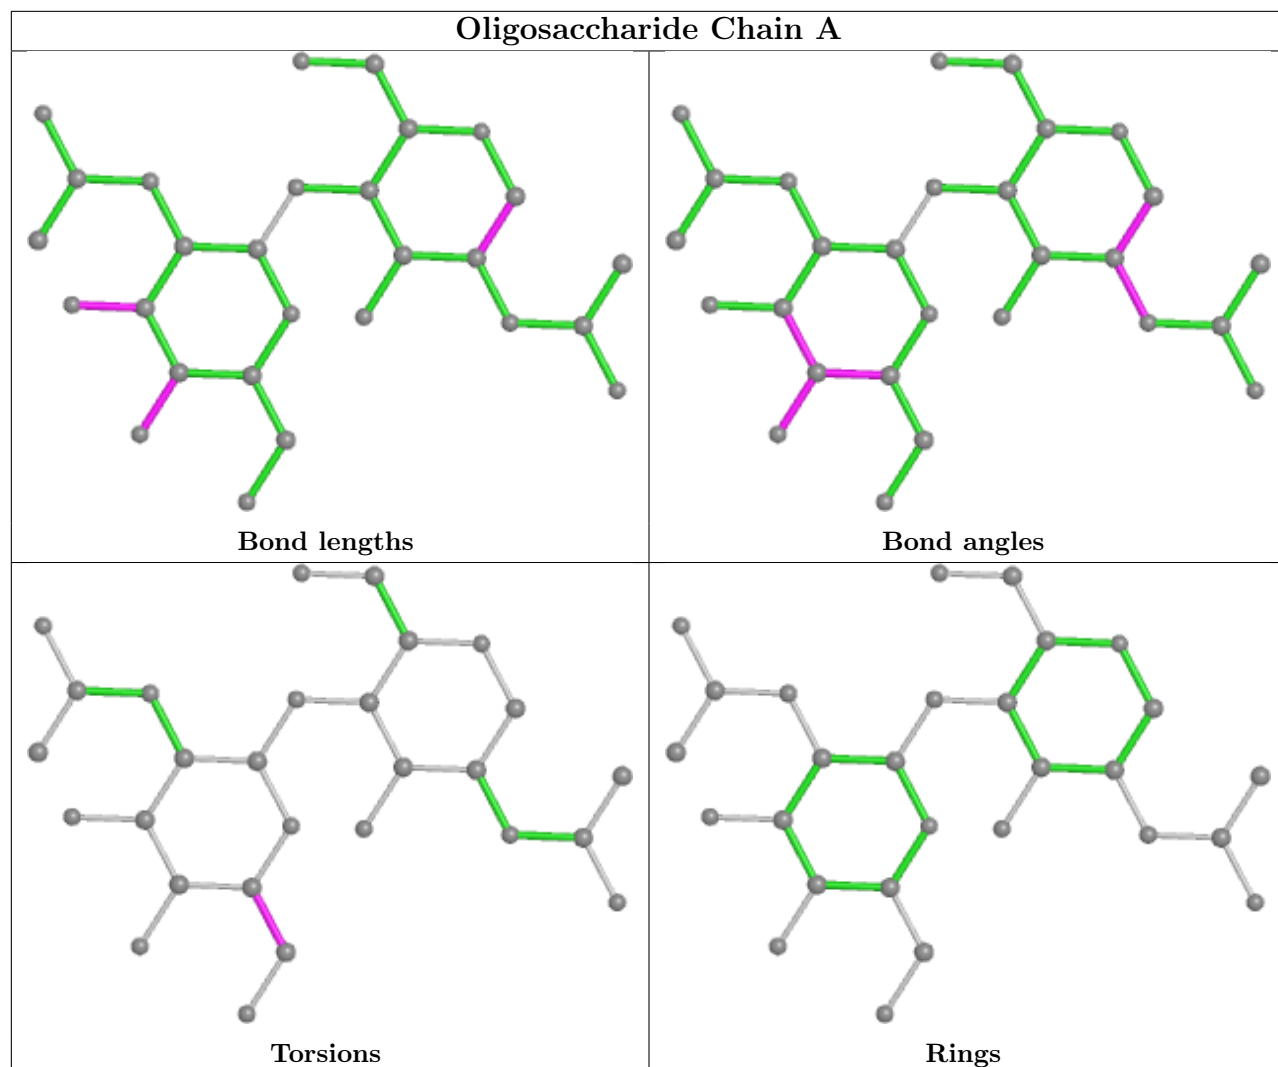 Oligosaccharide Chain A
Bond lengths
Bond angles
Torsions
Rings